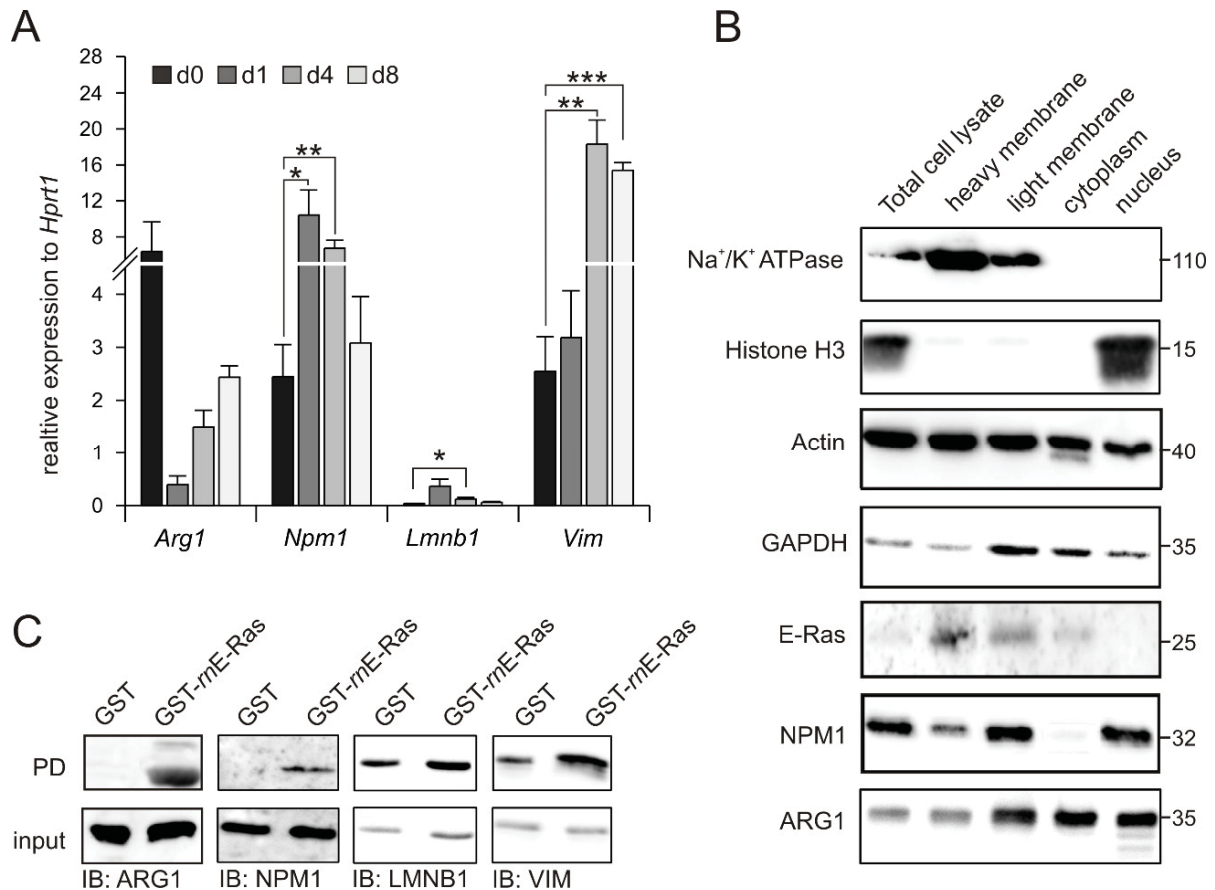 A
28
24
20
16
12
8
4
3
2
1
0
realtive expression to Hprt1
d0 d1 d4 d8
*
**
*
**
***
Arg1 Npm1 Lmnb1 Vim
B
Total cell lysate
heavy membrane
light membrane
cytoplasm
nucleus
Na⁺/K⁺ ATPase 110
Histone H3 15
Actin 40
GAPDH 35
E-Ras 25
NPM1 32
ARG1 35
C
GST GST-rnE-Ras GST GST-rnE-Ras GST GST-rnE-Ras GST GST-rnE-Ras
PD
input
IB: ARG1 IB: NPM1 IB: LMNB1 IB: VIM